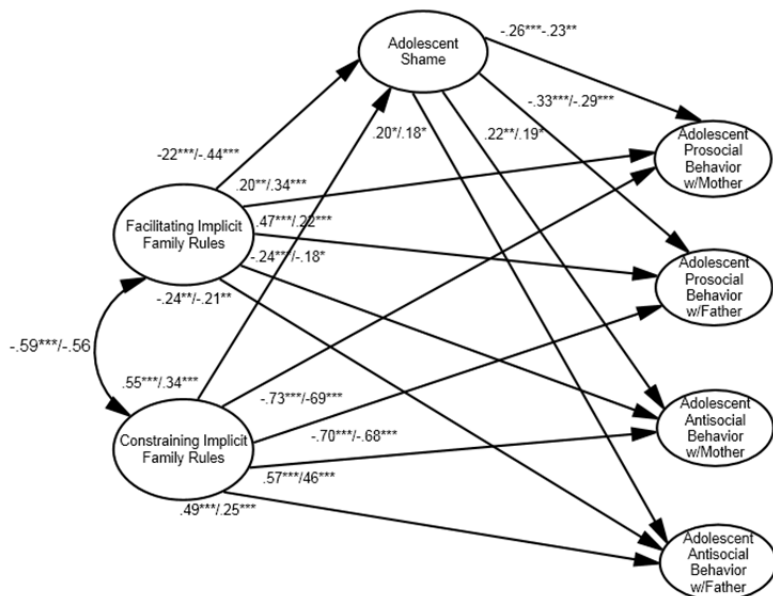 Adolescent
Shame
-.26***-.23**
-.33***/-.29***
.20*/.18*
.22**/.19*
Adolescent
Prosocial
Behavior
w/Mother
-22***/-.44***
.20**/.34***
Facilitating Implicit
Family Rules
.47***/.22***
-.24***/-.18*
-.24**/-.21**
Adolescent
Prosocial
Behavior
w/Father
-.59***/-.56
.55***/.34***
-.73***/-69***
Constraining Implicit
Family Rules
-.70***/-.68***
.57***/46***
.49***/.25***
Adolescent
Antisocial
Behavior
w/Mother
Adolescent
Antisocial
Behavior
w/Father